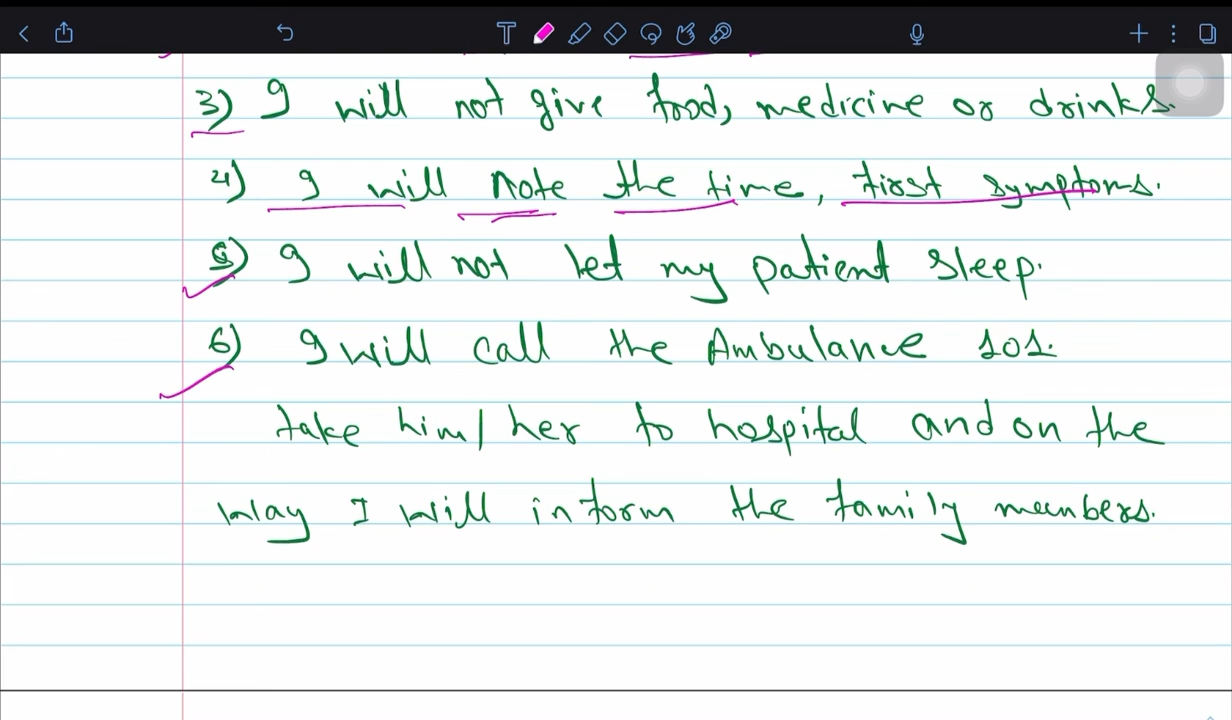 3) I will not give food, medicine or drinks.
4) I will note the time, first symptoms.
5) I will not let my patient sleep.
6) I will call the Ambulance 101.
take him/her to hospital and on the
way I will inform the family members.